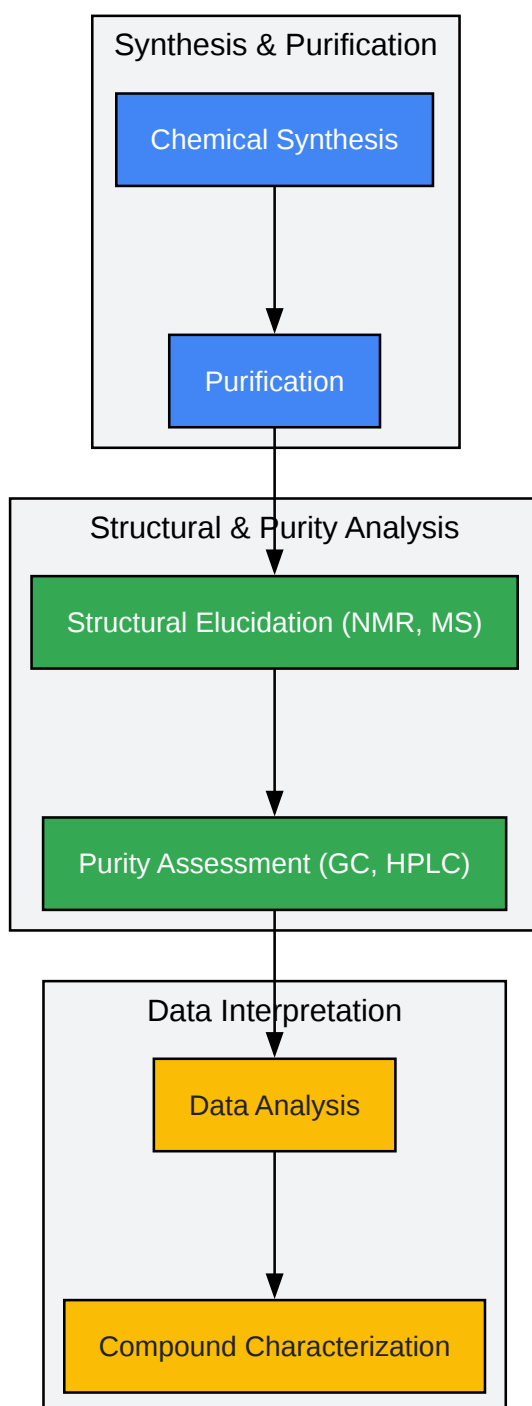 Synthesis & Purification
Chemical Synthesis
Purification
Structural & Purity Analysis
Structural Elucidation (NMR, MS)
Purity Assessment (GC, HPLC)
Data Interpretation
Data Analysis
Compound Characterization